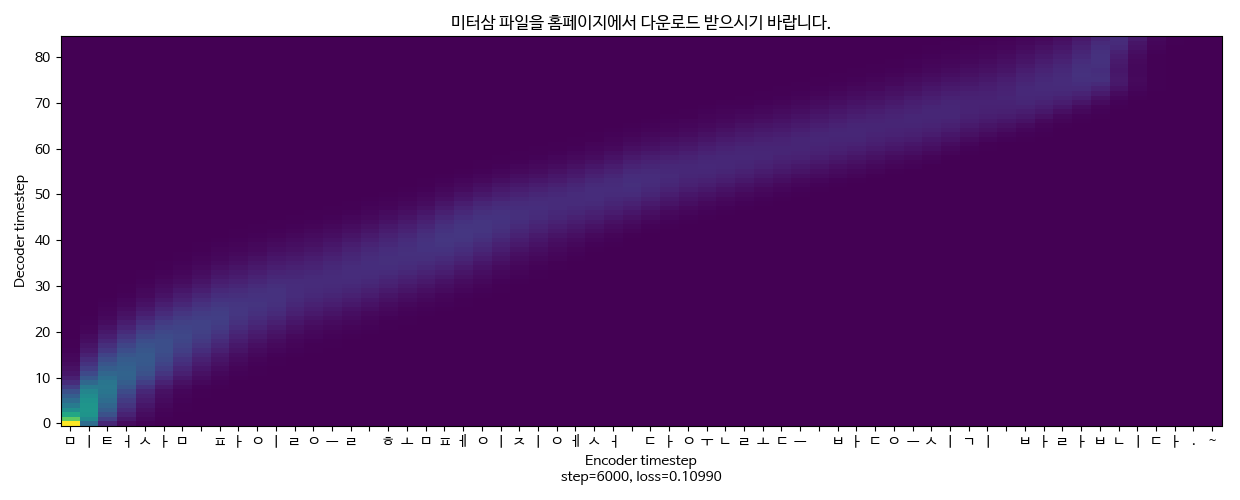 미터삼 파일을 홈페이지에서 다운로드 받으시기 바랍니다.
80
70
60
50
40
30
20
10
0
Decoder timestep
ㅁ ㅣ ㅌ ㅓ ㅅ ㅏ ㅁ   ㅍ ㅏ ㅇ ㅣ ㄹ ㅇ ㅡ ㄹ   ㅎ ㅗ ㅁ ㅍ ㅔ ㅇ ㅣ ㅈ ㅣ ㅇ ㅔ ㅅ ㅓ   ㄷ ㅏ ㅇ ㅜ ㄴ ㄹ ㅗ ㄷ ㅡ   ㅂ ㅏ ㄷ ㅇ ㅡ ㅅ ㅣ ㄱ ㅣ   ㅂ ㅏ ㄹ ㅏ ㅂ ㄴ ㅣ ㄷ ㅏ . ~
Encoder timestep
step=6000, loss=0.10990